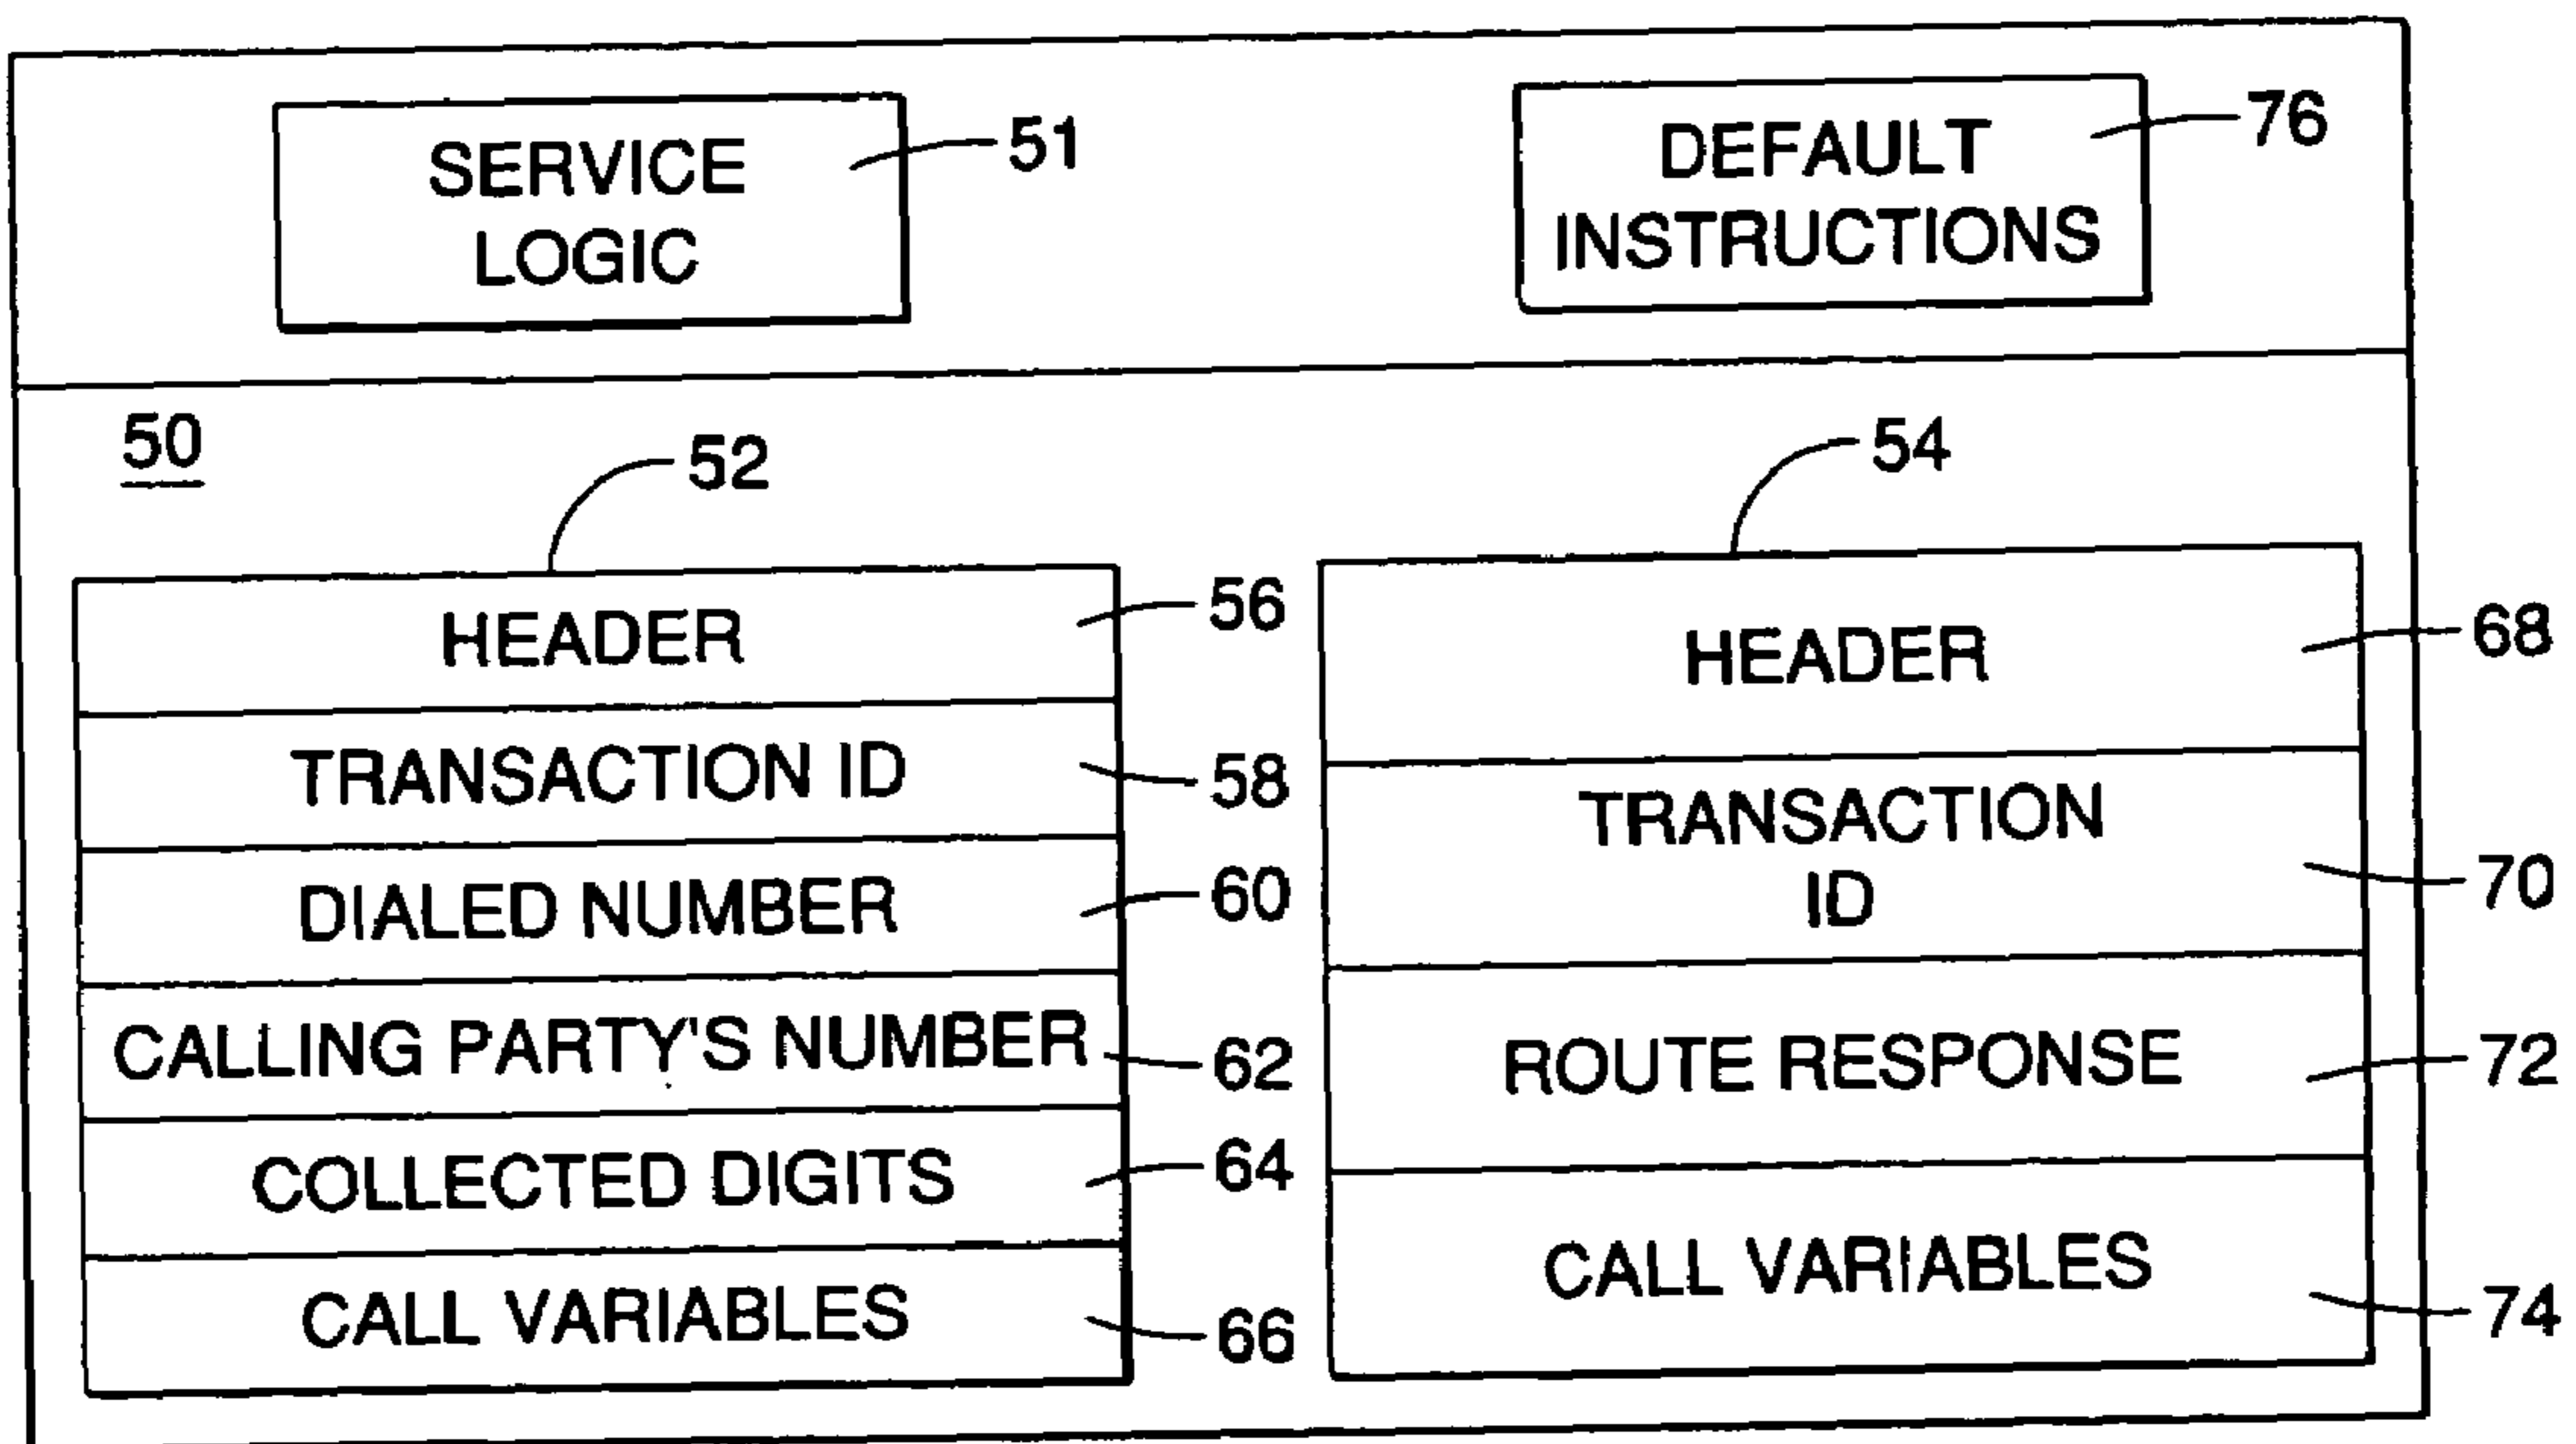 SERVICE
LOGIC
51
DEFAULT
INSTRUCTIONS
76
50
52
HEADER
56
TRANSACTION ID
58
DIALED NUMBER
60
CALLING PARTY'S NUMBER
62
COLLECTED DIGITS
64
CALL VARIABLES
66
54
HEADER
68
TRANSACTION
ID
70
ROUTE RESPONSE
72
CALL VARIABLES
74